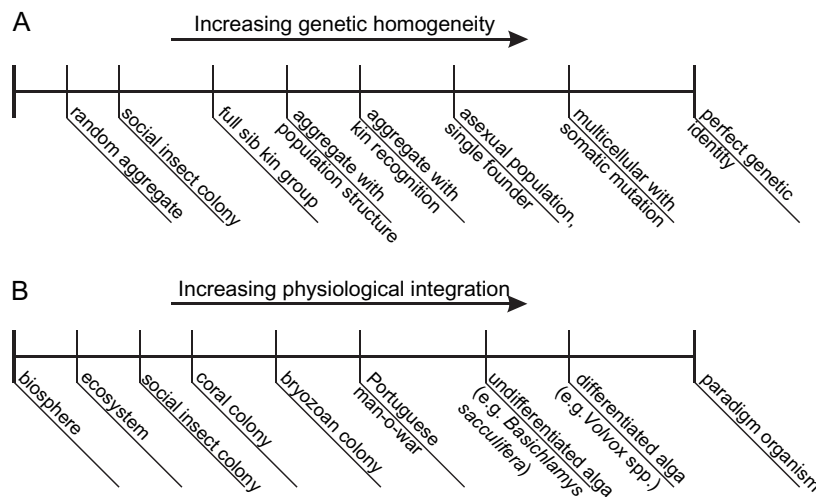 A
Increasing genetic homogeneity
random aggregate
social insect colony
full sib kin group
aggregate with
population structure
aggregate with
kin recognition
asexual population,
single founder
multicellular with
somatic mutation
perfect genetic
identity
B
Increasing physiological integration
biosphere
ecosystem
social insect colony
coral colony
bryozoan colony
Portuguese
man-o-war
undifferentiated alga
(e.g. Basichlamys
sacculifera)
differentiated alga
(e.g. Volvox spp.)
paradigm organism